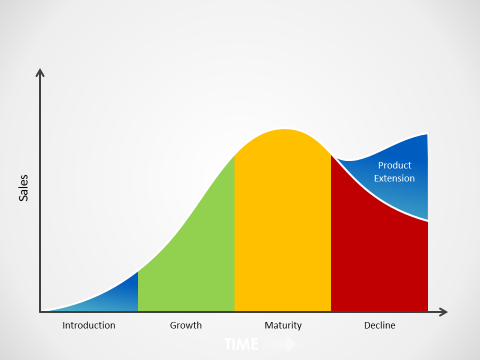 Product
Extension
Sales
Introduction Growth Maturity Decline
TIME